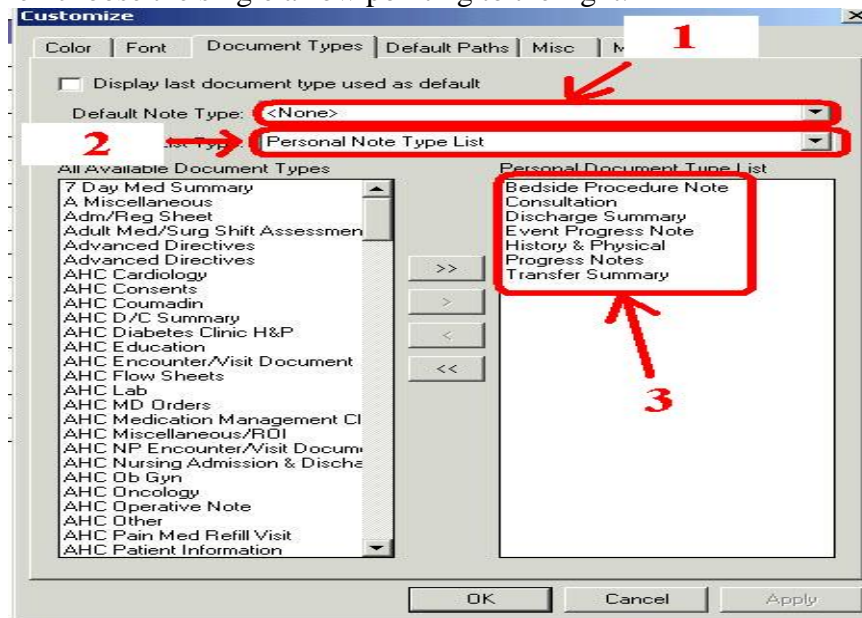 Customize
Color Font Document Types Default Paths Misc M
1
Display last document type used as default
Default Note Type: <None>
2 Type: Personal Note Type List
All Available Document Types Personal Document Type List
7 Day Med Summary
A Miscellaneous
Adm/Reg Sheet
Adult Med/Surg Shift Assessmen
Advanced Directives
Advanced Directives
AHC Cardiology
AHC Consents
AHC Coumadin
AHC D/C Summary
AHC Diabetes Clinic H&P
AHC Education
AHC Encounter/Visit Document
AHC Flow Sheets
AHC Lab
AHC MD Orders
AHC Medication Management Cl
AHC Miscellaneous/ROI
AHC NP Encounter/Visit Docum
AHC Nursing Admission & Discha
AHC Ob Gyn
AHC Oncology
AHC Operative Note
AHC Other
AHC Pain Med Refill Visit
AHC Patient Information
>>
>
<
<<
Bedside Procedure Note
Consultation
Discharge Summary
Event Progress Note
History & Physical
Progress Notes
Transfer Summary
3
OK Cancel Apply